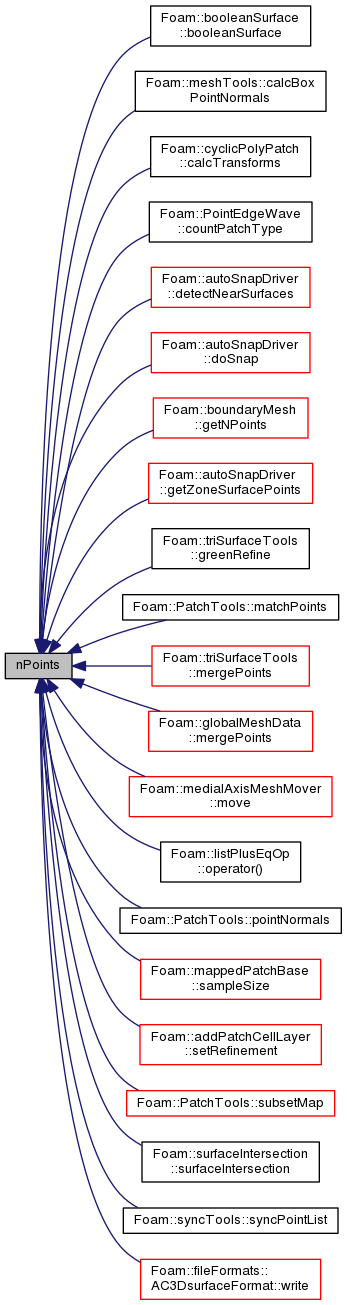 Foam::booleanSurface
::booleanSurface
Foam::meshTools::calcBox
PointNormals
Foam::cyclicPolyPatch
::calcTransforms
Foam::PointEdgeWave
::countPatchType
Foam::autoSnapDriver
::detectNearSurfaces
Foam::autoSnapDriver
::doSnap
Foam::boundaryMesh
::getNPoints
Foam::autoSnapDriver
::getZoneSurfacePoints
Foam::triSurfaceTools
::greenRefine
Foam::PatchTools::matchPoints
nPoints
Foam::triSurfaceTools
::mergePoints
Foam::globalMeshData
::mergePoints
Foam::medialAxisMeshMover
::move
Foam::listPlusEqOp
::operator()
Foam::PatchTools::pointNormals
Foam::mappedPatchBase
::sampleSize
Foam::addPatchCellLayer
::setRefinement
Foam::PatchTools::subsetMap
Foam::surfaceIntersection
::surfaceIntersection
Foam::syncTools::syncPointList
Foam::fileFormats::
AC3DsurfaceFormat::write